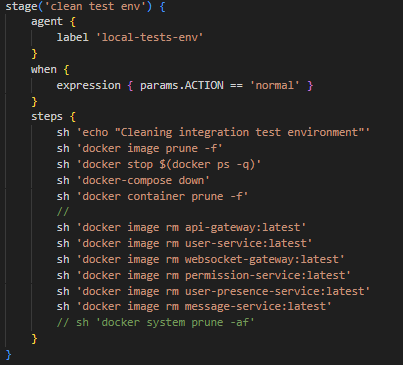 stage('clean test env') {
    agent {
        label 'local-tests-env'
    }
    when {
        expression { params.ACTION == 'normal' }
    }
    steps {
        sh 'echo "Cleaning integration test environment"'
        sh 'docker image prune -f'
        sh 'docker stop $(docker ps -q)'
        sh 'docker-compose down'
        sh 'docker container prune -f'
        //
        sh 'docker image rm api-gateway:latest'
        sh 'docker image rm user-service:latest'
        sh 'docker image rm websocket-gateway:latest'
        sh 'docker image rm permission-service:latest'
        sh 'docker image rm user-presence-service:latest'
        sh 'docker image rm message-service:latest'
        // sh 'docker system prune -af'
    }
}